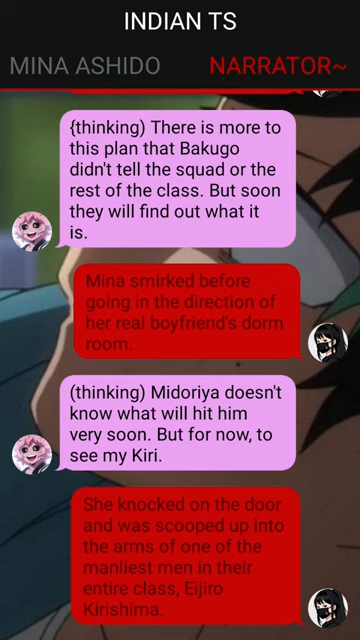 INDIAN TS
MINA ASHIDO
NARRATOR~
{thinking) There is more to
this plan that Bakugo
didn't tell the squad or the
rest of the class. But soon
they will find out what it
is.
Mina smirked before
going in the direction of
her real boyfriend's dorm
room.
(thinking) Midoriya doesn't
know what will hit him
very soon. But for now, to
see my Kiri.
She knocked on the door
and was scooped up into
the arms of one of the
manliest men in their
entire class, Eijiro
Kirishima.